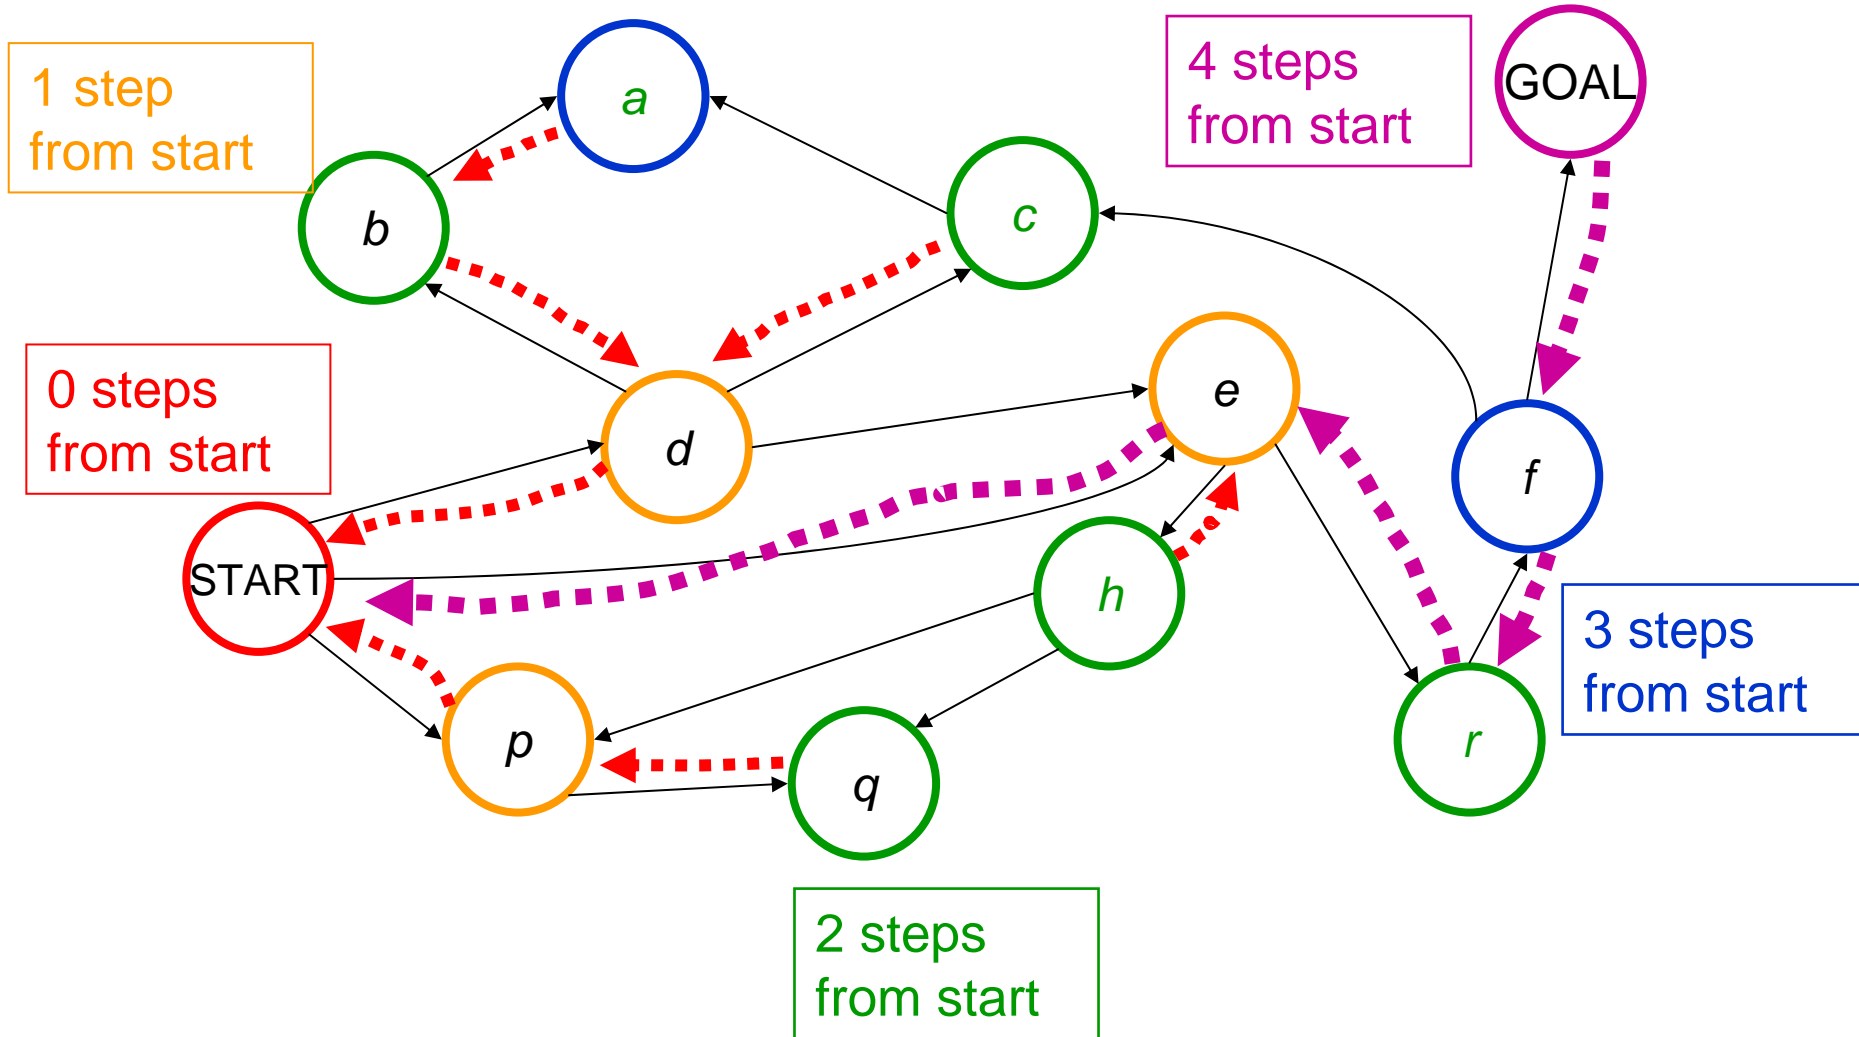 1 step
from start
a
4 steps
from start
GOAL
b
c
0 steps
from start
d
e
f
START
h
3 steps
from start
p
q
r
2 steps
from start